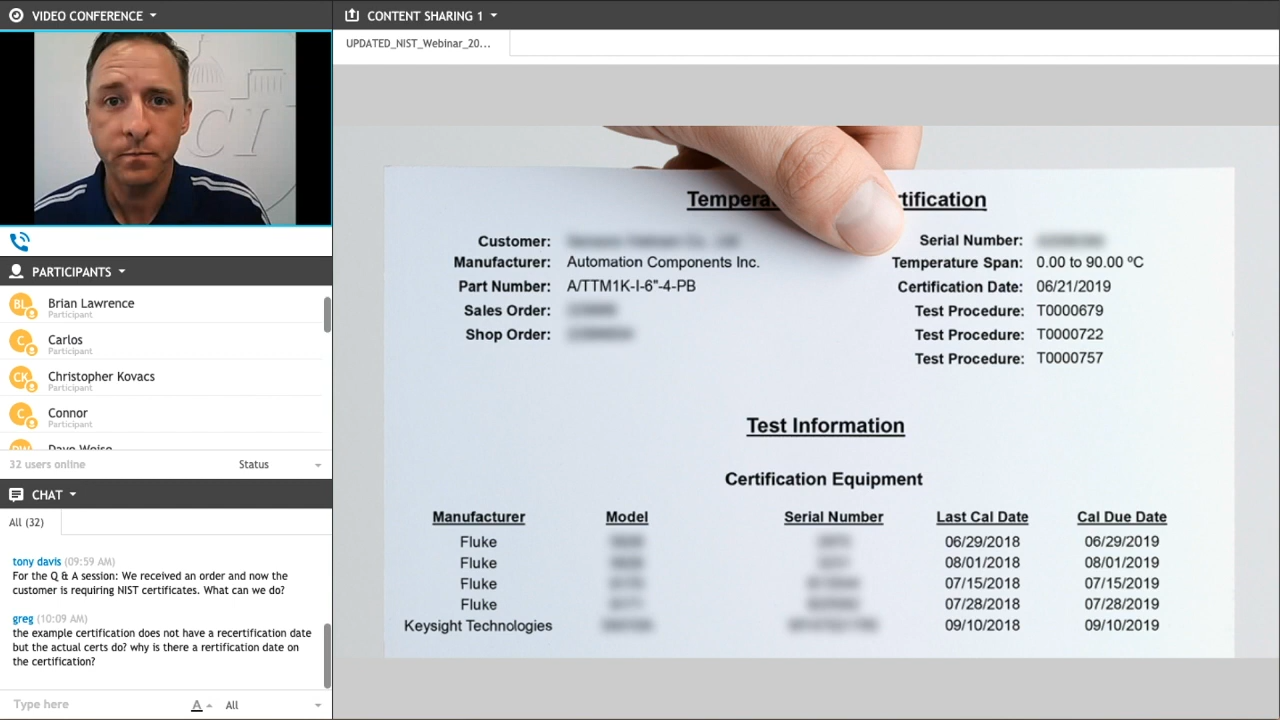 VIDEO CONFERENCE
CI
PARTICIPANTS
BL Brian Lawrence
Participant
C Carlos
Participant
CK Christopher Kovacs
Participant
C Connor
Participant
32 users online Status
CHAT
All (32)
tony davis (09:59 AM)
For the Q & A session: We received an order and now the
customer is requiring NIST certificates. What can we do?
greg (10:09 AM)
the example certification does not have a recertification date
but the actual certs do? why is there a rertification date on
the certification?
Type here A All
CONTENT SHARING 1
UPDATED_NIST_Webinar_20...
Customer:
Manufacturer: Automation Components Inc.
Part Number: A/TTM1K-I-6"-4-PB
Sales Order:
Shop Order:
Serial Number:
Temperature Span: 0.00 to 90.00 ºC
Certification Date: 06/21/2019
Test Procedure: T0000679
Test Procedure: T0000722
Test Procedure: T0000757
Test Information
Certification Equipment
Manufacturer Model Serial Number Last Cal Date Cal Due Date
Fluke 06/29/2018 06/29/2019
Fluke 08/01/2018 08/01/2019
Fluke 07/15/2018 07/15/2019
Fluke 07/28/2018 07/28/2019
Keysight Technologies 09/10/2018 09/10/2019